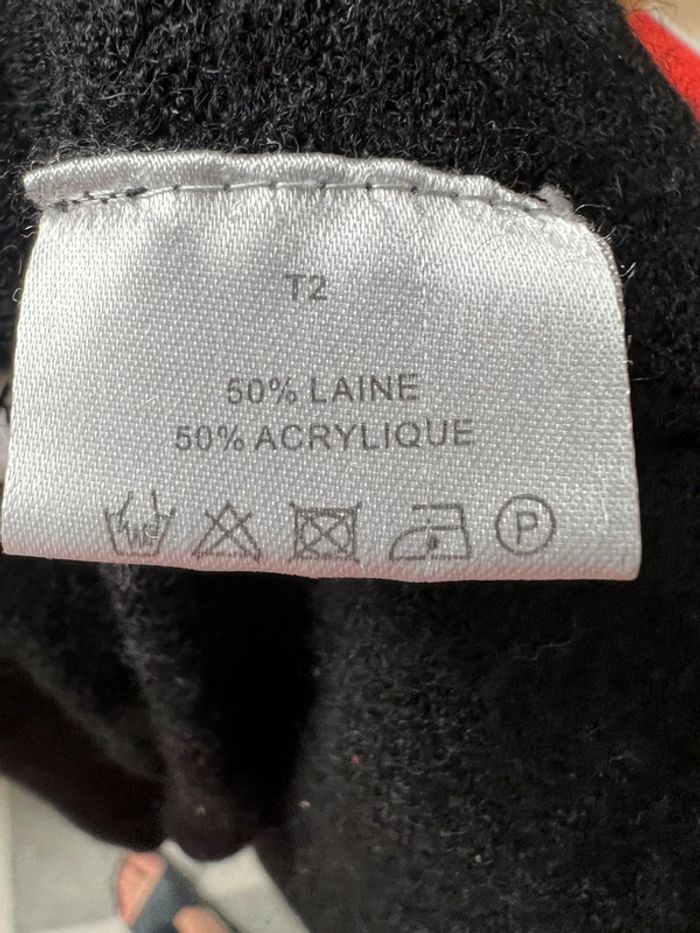 T2
50% LAINE
50% ACRYLIQUE
P